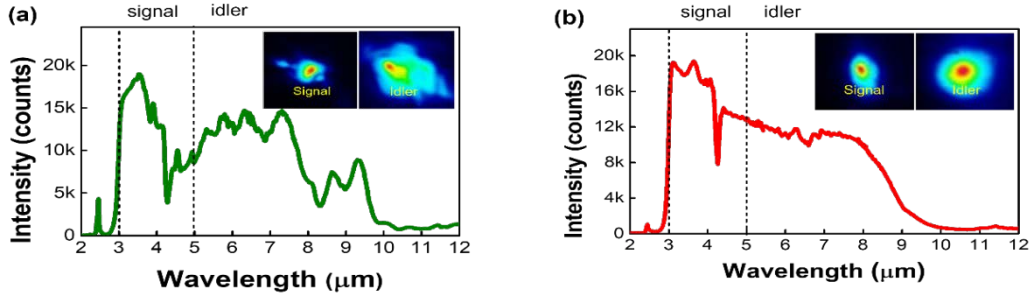 (a)
signal idler
20k
15k
10k
5k
0
Intensity (counts)
Signal
Idler
2 3 4 5 6 7 8 9 10 11 12
Wavelength (μm)
(b)
signal idler
20k
16k
12k
8k
4k
0
Intensity (counts)
Signal
Idler
2 3 4 5 6 7 8 9 10 11 12
Wavelength (μm)